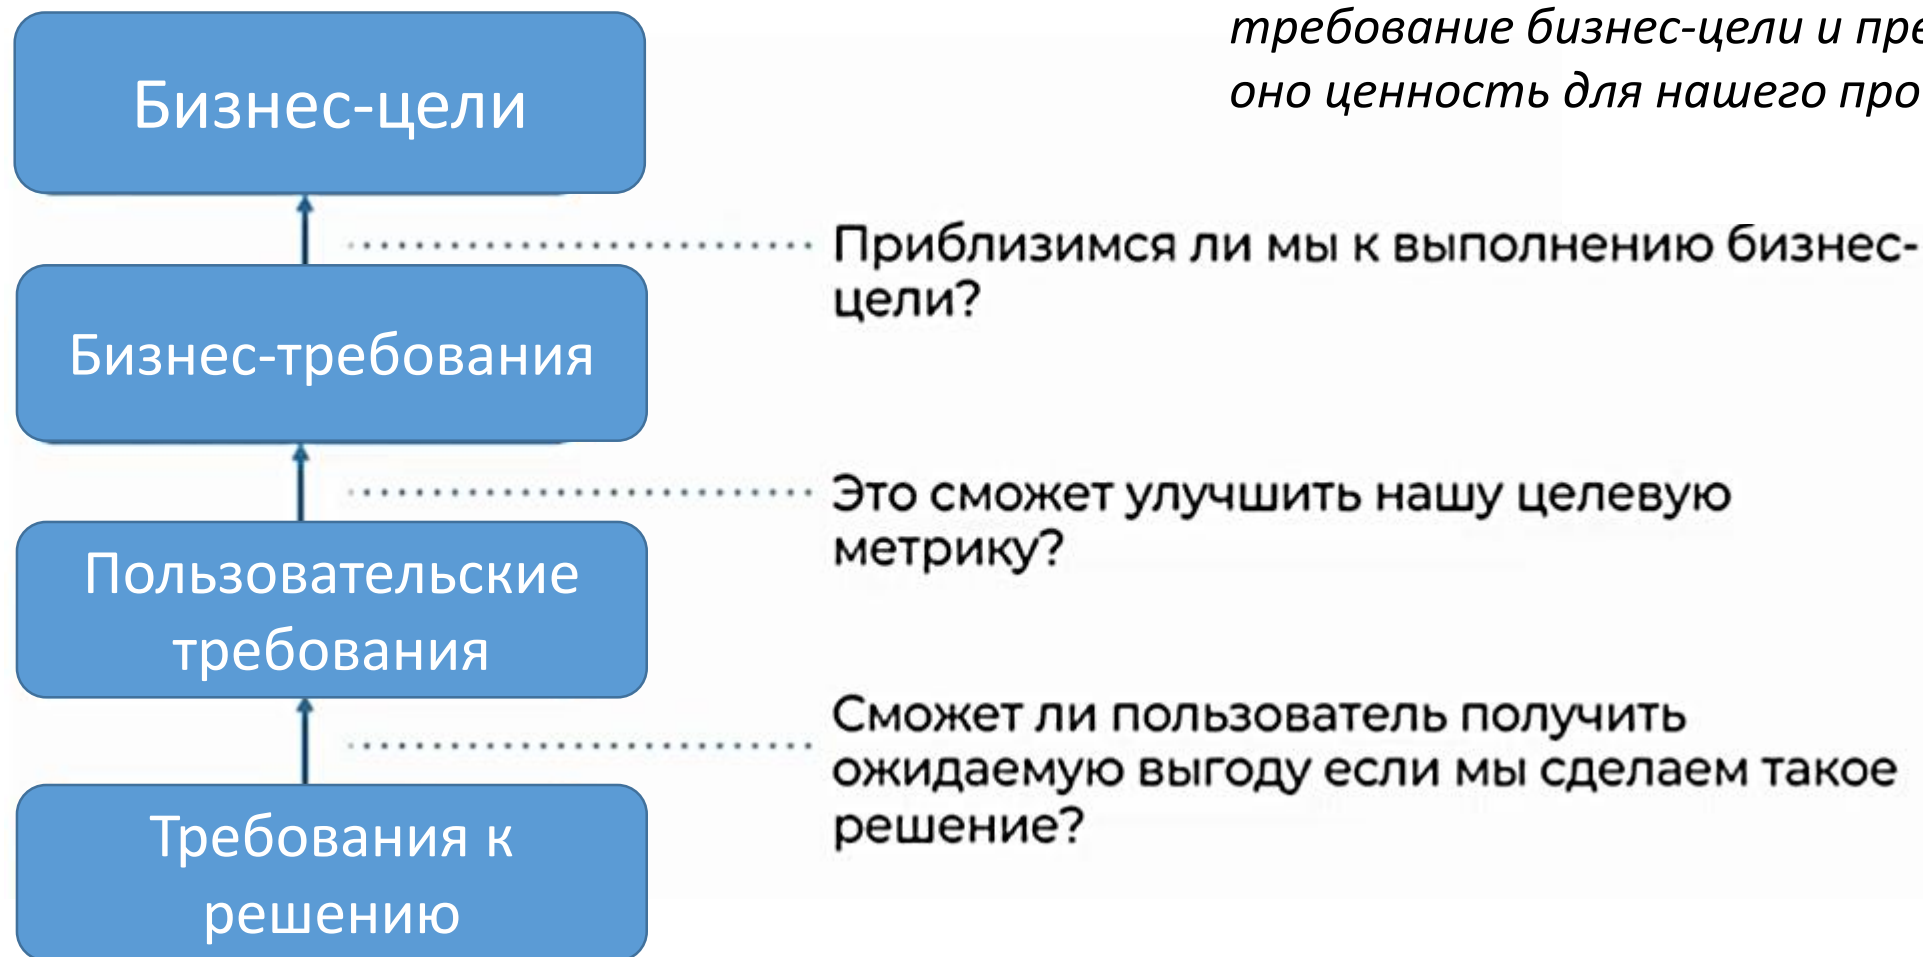 требование бизнес-цели и
оно ценность для нашего
Бизнес-цели
Приблизимся ли мы к выполнению бизнес-
цели?
Бизнес-требования
Это сможет улучшить нашу целевую
метрику?
Пользовательские
требования
Сможет ли пользователь получить
ожидаемую выгоду если мы сделаем такое
решение?
Требования к
решению